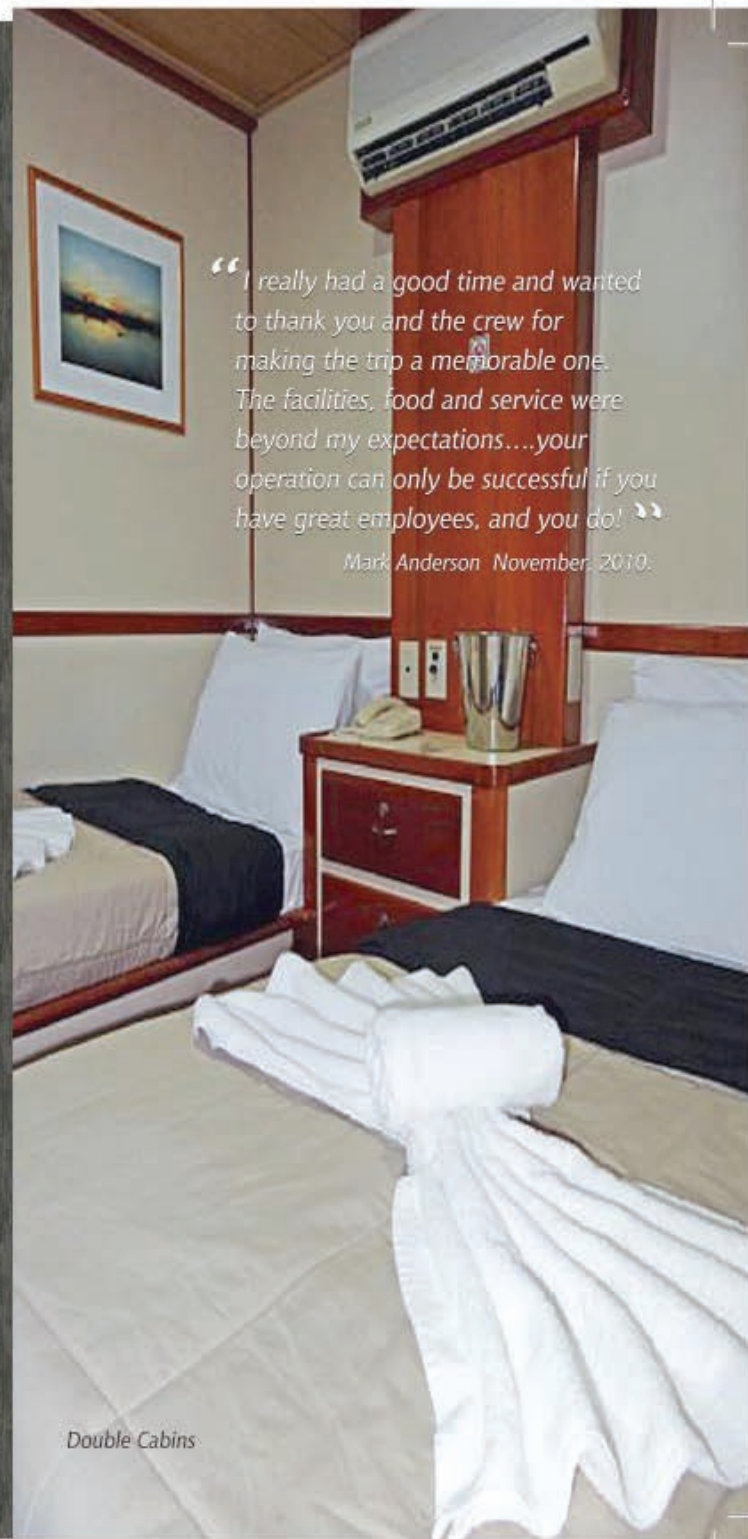 “I really had a good time and wanted
to thank you and the crew for
making the trip a memorable one.
The facilities, food and service were
beyond my expectations....your
operation can only be successful if you
have great employees, and you do! ”
Mark Anderson November, 2010.
Double Cabins